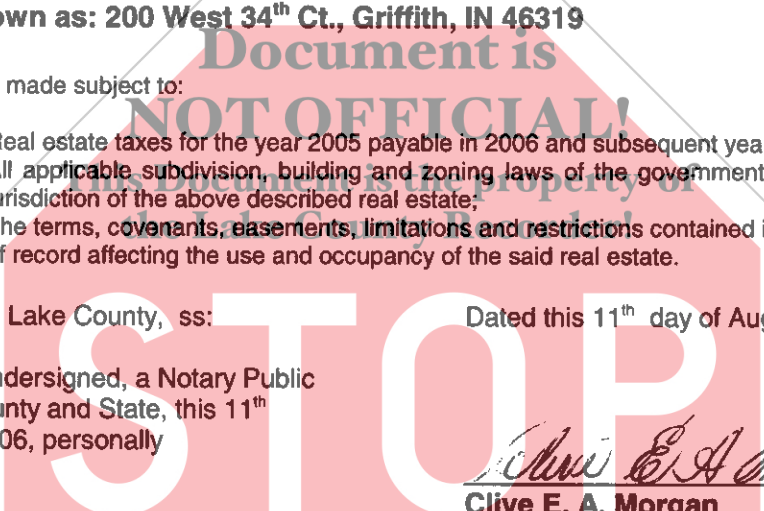 own as: 200 West 34th Ct., Griffith, IN 46319
Document is
made subject to:
NOT OFFICIAL!
Real estate taxes for the year 2005 payable in 2006 and subsequent yea
ll applicable subdivision, building and zoning laws of the government
This Document is the property of
urisdiction of the above described real estate;
the Lake County Recorder!
he terms, covenants, easements, limitations and restrictions contained i
f record affecting the use and occupancy of the said real estate.
STOP
Lake County, ss:
Dated this 11th day of Aug
ndersigned, a Notary Public
unty and State, this 11th
06, personally
Clive E. A.
Clive E. A. Morgan